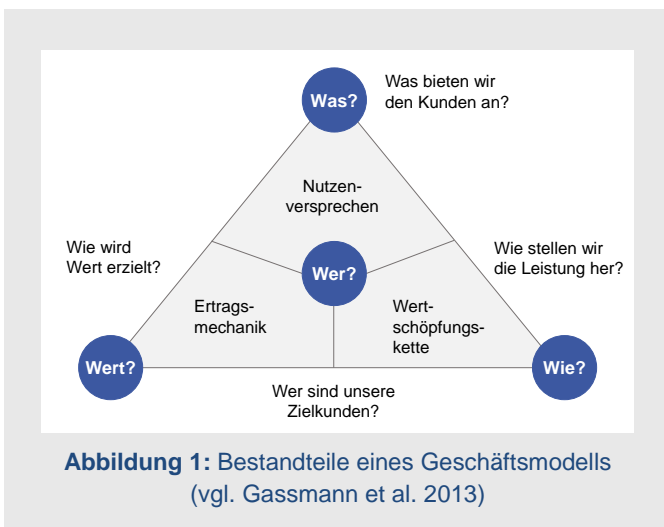 Was?
Was bieten wir
den Kunden an?
Nutzen-
versprechen
Wie wird
Wert erzielt?
Wer?
Wie stellen wir
die Leistung her?
Ertrags-
mechanik
Wert-
schöpfungs-
kette
Wert?
Wie?
Wer sind unsere
Zielkunden?
Abbildung 1: Bestandteile eines Geschäftsmodells
(vgl. Gassmann et al. 2013)